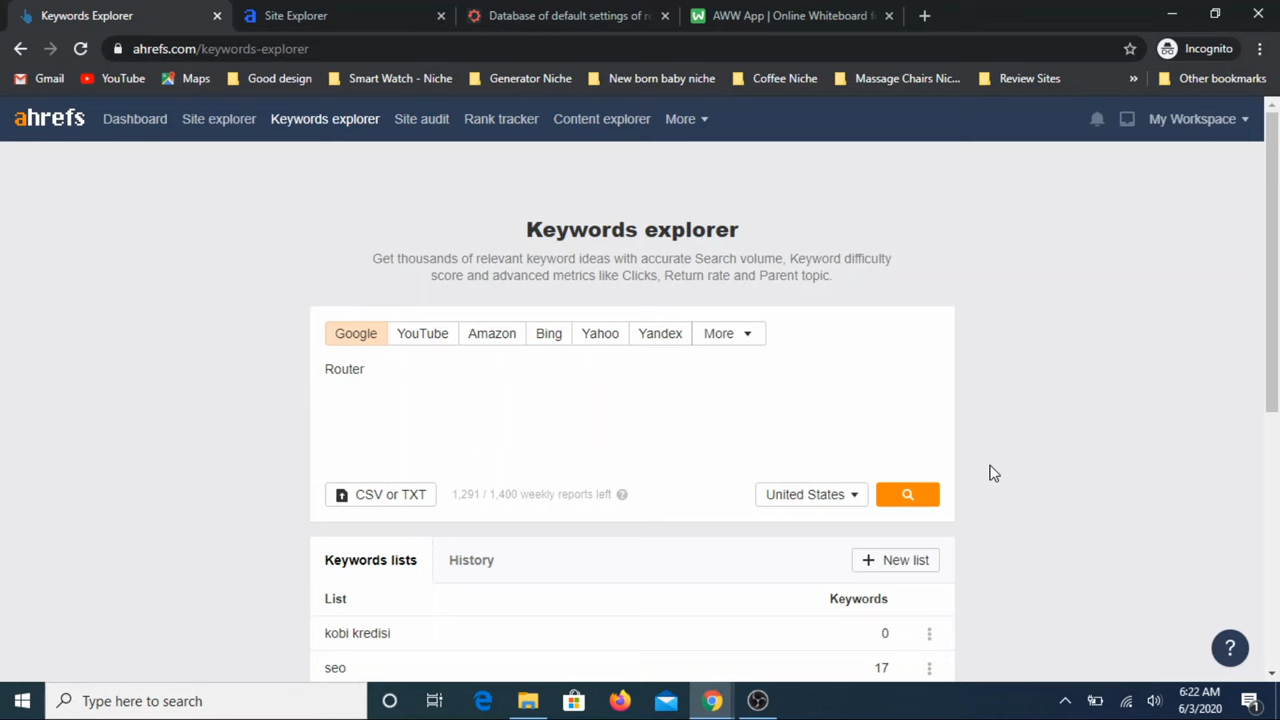 Keywords Explorer
Site Explorer
Database of default settings of r
AWW App | Online Whiteboard f
ahrefs.com/keywords-explorer
Incognito
Gmail
YouTube
Maps
Good design
Smart Watch - Niche
Generator Niche
New born baby niche
Coffee Niche
Massage Chairs Nic...
Review Sites
»
Other bookmarks
ahrefs
Dashboard
Site explorer
Keywords explorer
Site audit
Rank tracker
Content explorer
More
My Workspace
Keywords explorer
Get thousands of relevant keyword ideas with accurate Search volume, Keyword difficulty
score and advanced metrics like Clicks, Return rate and Parent topic.
Google
YouTube
Amazon
Bing
Yahoo
Yandex
More
Router
CSV or TXT
1,291 / 1,400 weekly reports left
?
United States
Keywords lists
History
+ New list
List
Keywords
kobi kredisi
0
seo
17
?
Type here to search
6:22 AM
6/3/2020
1